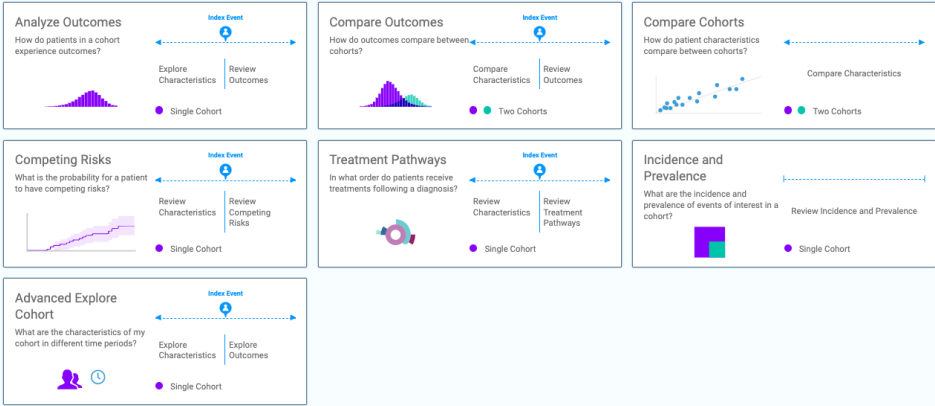 Analyze Outcomes
How do patients in a cohort
experience outcomes?
Index Event
Explore
Characteristics
Review
Outcomes
Single Cohort
Compare Outcomes
How do outcomes compare between
cohorts?
Index Event
Compare
Characteristics
Review
Outcomes
Two Cohorts
Compare Cohorts
How do patient characteristics
compare between cohorts?
Compare Characteristics
Two Cohorts
Competing Risks
What is the probability for a patient
to have competing risks?
Index Event
Review
Characteristics
Review
Competing
Risks
Single Cohort
Treatment Pathways
In what order do patients receive
treatments following a diagnosis?
Index Event
Review
Characteristics
Review
Treatment
Pathways
Single Cohort
Incidence and
Prevalence
What are the incidence and
prevalence of events of interest in a
cohort?
Review Incidence and Prevalence
Single Cohort
Advanced Explore
Cohort
What are the characteristics of my
cohort in different time periods?
Index Event
Explore
Characteristics
Explore
Outcomes
Single Cohort